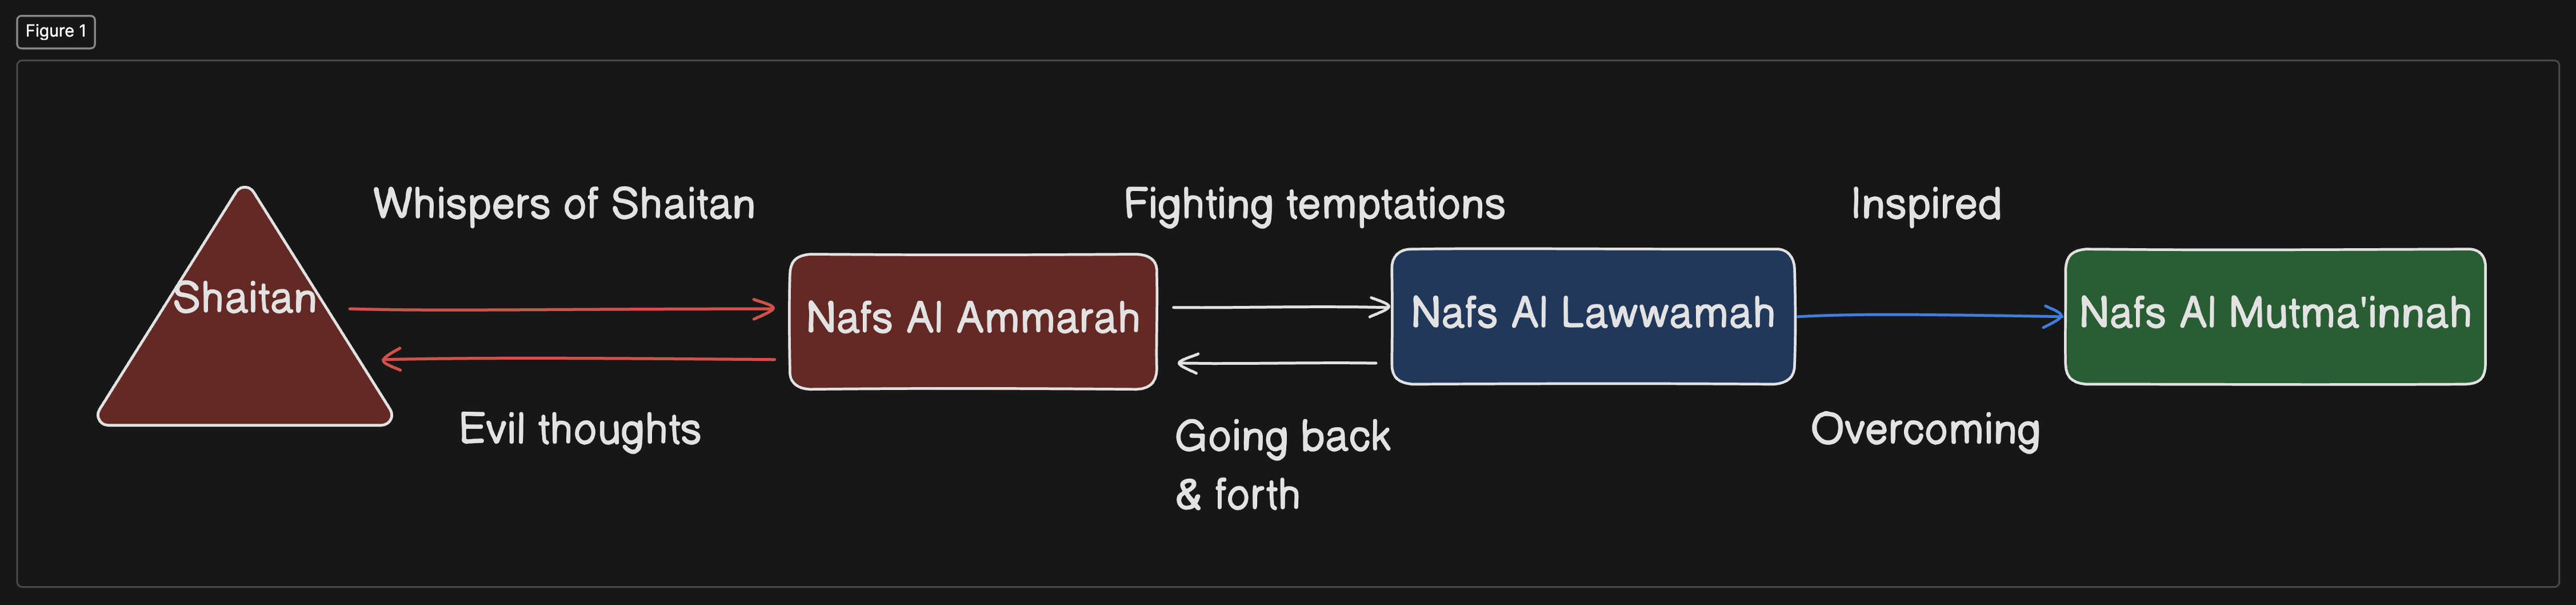 Figure 1
Whispers of Shaitan
Fighting temptations
Inspired
Shaitan
Nafs Al Ammarah
Nafs Al Lawwamah
Nafs Al Mutma'innah
Evil thoughts
Going back
& forth
Overcoming